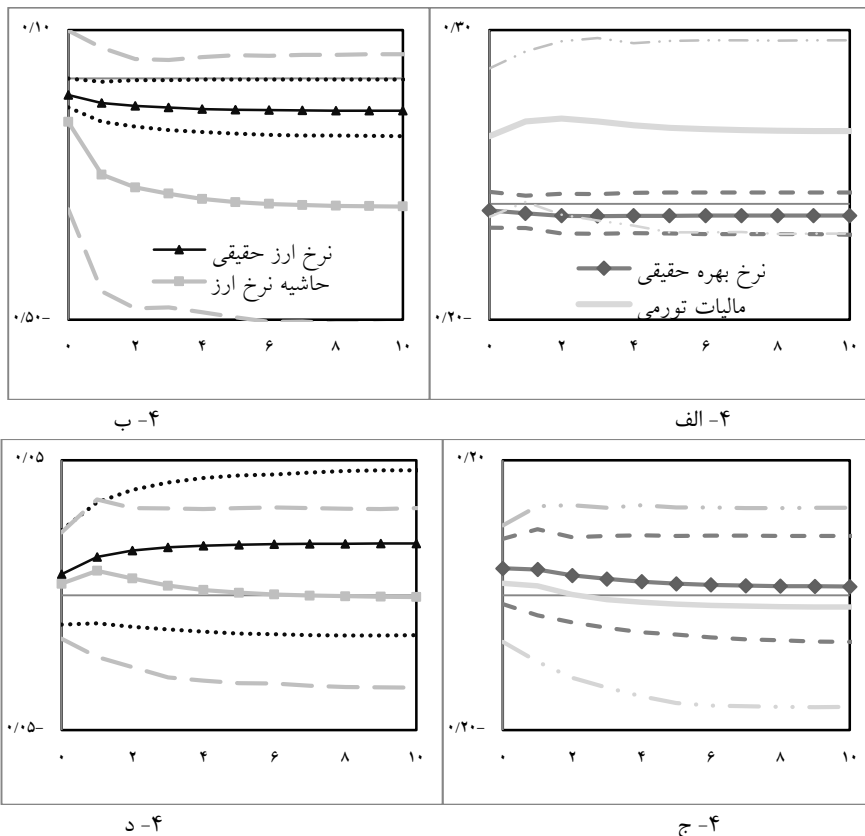 ۰/۳۰
نرخ بهره حقیقی
مالیات تورمی
-۰/۲۰
۰ ۲ ۴ ۶ ۸ ۱۰
۴- الف
۰/۱۰
نرخ ارز حقیقی
حاشیه نرخ ارز
-۰/۵۰
۰ ۲ ۴ ۶ ۸ ۱۰
۴- ب
۰/۲۰
-۰/۲۰
۰ ۲ ۴ ۶ ۸ ۱۰
۴- ج
۰/۰۵
-۰/۰۵
۰ ۲ ۴ ۶ ۸ ۱۰
۴- د